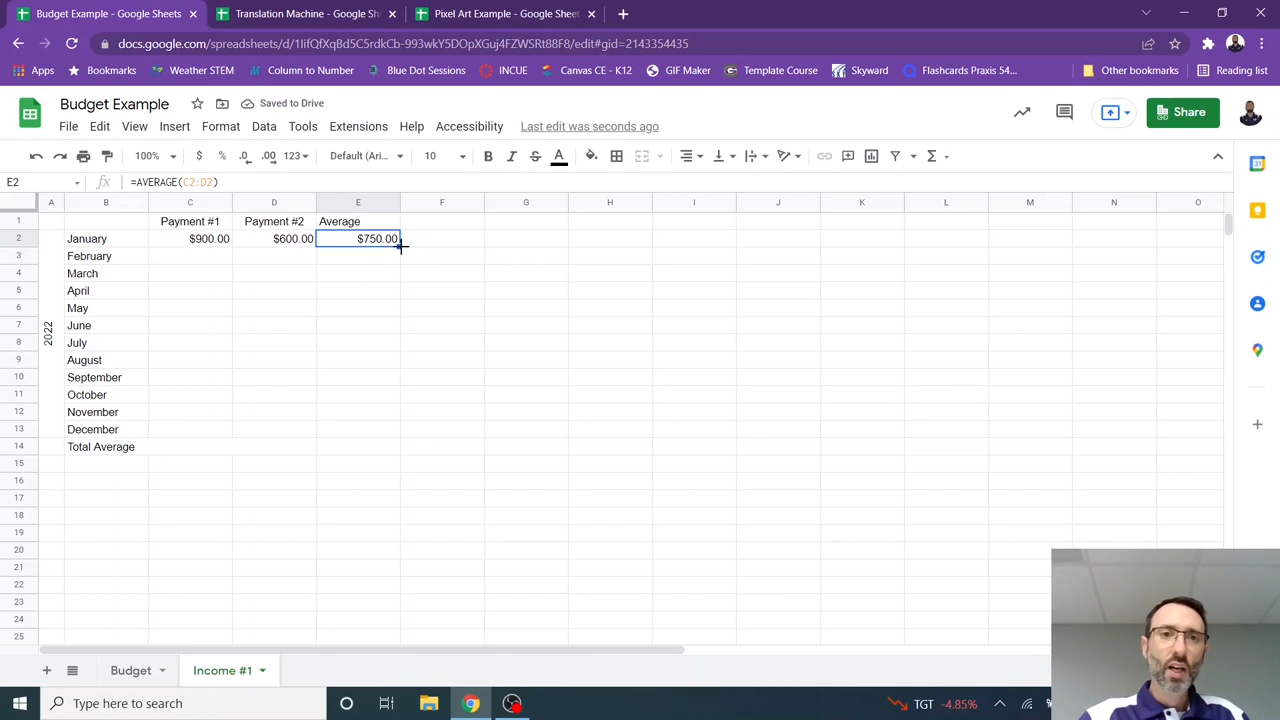 Budget Example - Google Sheets
Translation Machine - Google Sh
Pixel Art Example - Google Sheet
docs.google.com/spreadsheets/d/1IifQfXqBd5C5rdkCb-993wkY5DOpXGuj4FZWSRt88F8/edit#gid=2143354435
Apps Bookmarks Weather STEM Column to Number Blue Dot Sessions INCUE Canvas CE - K12 GIF Maker Template Course Skyward Flashcards Praxis 54... Other bookmarks Reading list
Budget Example Saved to Drive
File Edit View Insert Format Data Tools Extensions Help Accessibility Last edit was seconds ago
Share
100% $ % .0 .00 123 Default (Ari... 10 B I S A Σ
E2 fx =AVERAGE(C2:D2)
A B C D E F G H I J K L M N O
1 Payment #1 Payment #2 Average
2 January $900.00 $600.00 $750.00
3 February
4 March
5 April
6 May
7 June
2022
8 July
9 August
10 September
11 October
12 November
13 December
14 Total Average
15
16
17
18
19
20
21
22
23
24
25
Budget Income #1
Type here to search
TGT -4.85%